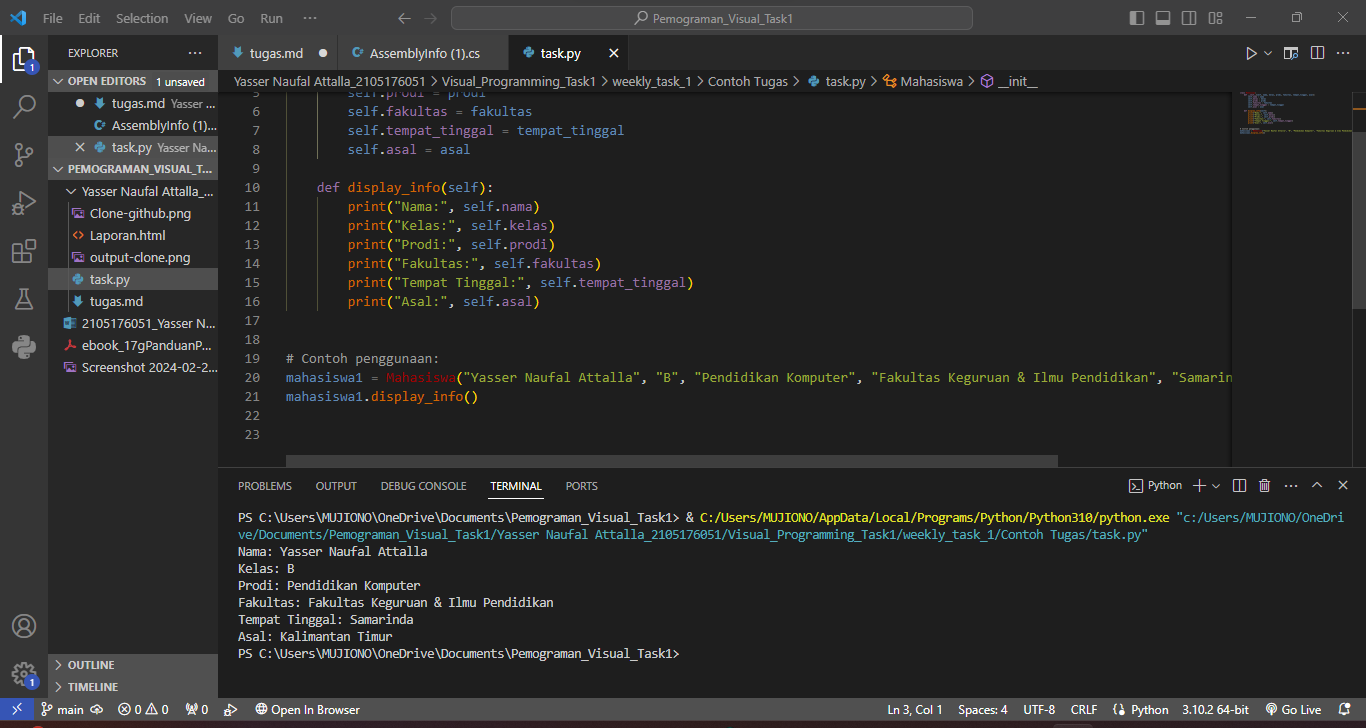 File Edit Selection View Go Run ··· Pemograman_Visual_Task1
EXPLORER ···
tugas.md AssemblyInfo (1).cs task.py
OPEN EDITORS 1 unsaved
tugas.md Yasser ...
AssemblyInfo (1)...
task.py Yasser Na...
PEMOGRAMAN_VISUAL_T...
Yasser Naufal Attalla_...
Clone-github.png
Laporan.html
output-clone.png
task.py
tugas.md
2105176051_Yasser N...
ebook_17gPanduanP...
Screenshot 2024-02-2...
OUTLINE
TIMELINE
1
1
Yasser Naufal Attalla_2105176051 > Visual_Programming_Task1 > weekly_task_1 > Contoh Tugas > task.py > Mahasiswa > __init__
5 self.prodi = prodi
6 self.fakultas = fakultas
7 self.tempat_tinggal = tempat_tinggal
8 self.asal = asal
9
10 def display_info(self):
11 print("Nama:", self.nama)
12 print("Kelas:", self.kelas)
13 print("Prodi:", self.prodi)
14 print("Fakultas:", self.fakultas)
15 print("Tempat Tinggal:", self.tempat_tinggal)
16 print("Asal:", self.asal)
17
18
19 # Contoh penggunaan:
20 mahasiswa1 = Mahasiswa("Yasser Naufal Attalla", "B", "Pendidikan Komputer", "Fakultas Keguruan & Ilmu Pendidikan", "Samarin
21 mahasiswa1.display_info()
22
23
PROBLEMS OUTPUT DEBUG CONSOLE TERMINAL PORTS Python
PS C:\Users\MUJIONO\OneDrive\Documents\Pemograman_Visual_Task1> & C:/Users/MUJIONO/AppData/Local/Programs/Python/Python310/python.exe "c:/Users/MUJIONO/OneDri
ve/Documents/Pemograman_Visual_Task1/Yasser Naufal Attalla_2105176051/Visual_Programming_Task1/weekly_task_1/Contoh Tugas/task.py"
Nama: Yasser Naufal Attalla
Kelas: B
Prodi: Pendidikan Komputer
Fakultas: Fakultas Keguruan & Ilmu Pendidikan
Tempat Tinggal: Samarinda
Asal: Kalimantan Timur
PS C:\Users\MUJIONO\OneDrive\Documents\Pemograman_Visual_Task1>
main 0 0 0 Open In Browser Ln 3, Col 1 Spaces: 4 UTF-8 CRLF Python 3.10.2 64-bit Go Live